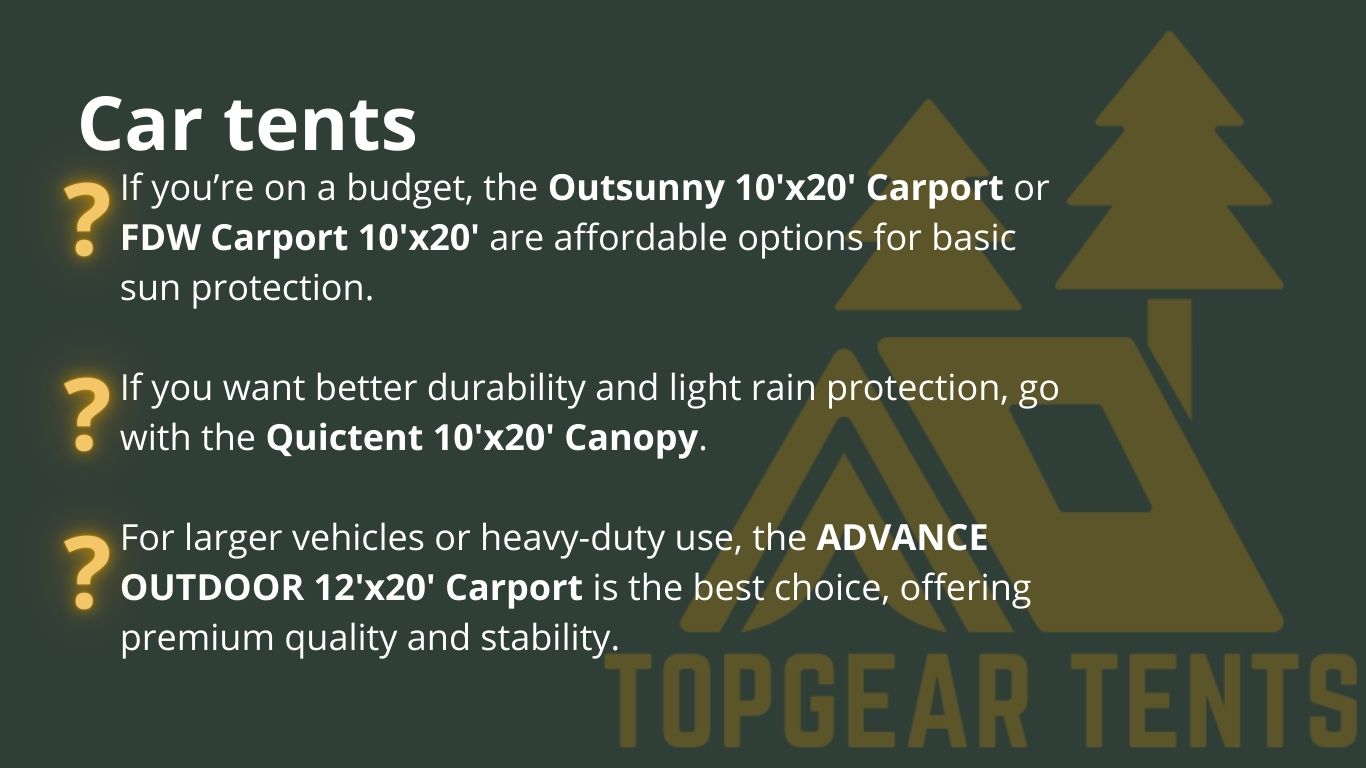 Car tents
? If you’re on a budget, the Outsunny 10'x20' Carport or
FDW Carport 10'x20' are affordable options for basic
sun protection.
? If you want better durability and light rain protection, go
with the Quictent 10'x20' Canopy.
? For larger vehicles or heavy-duty use, the ADVANCE
OUTDOOR 12'x20' Carport is the best choice, offering
premium quality and stability.
TOPGEAR TENTS